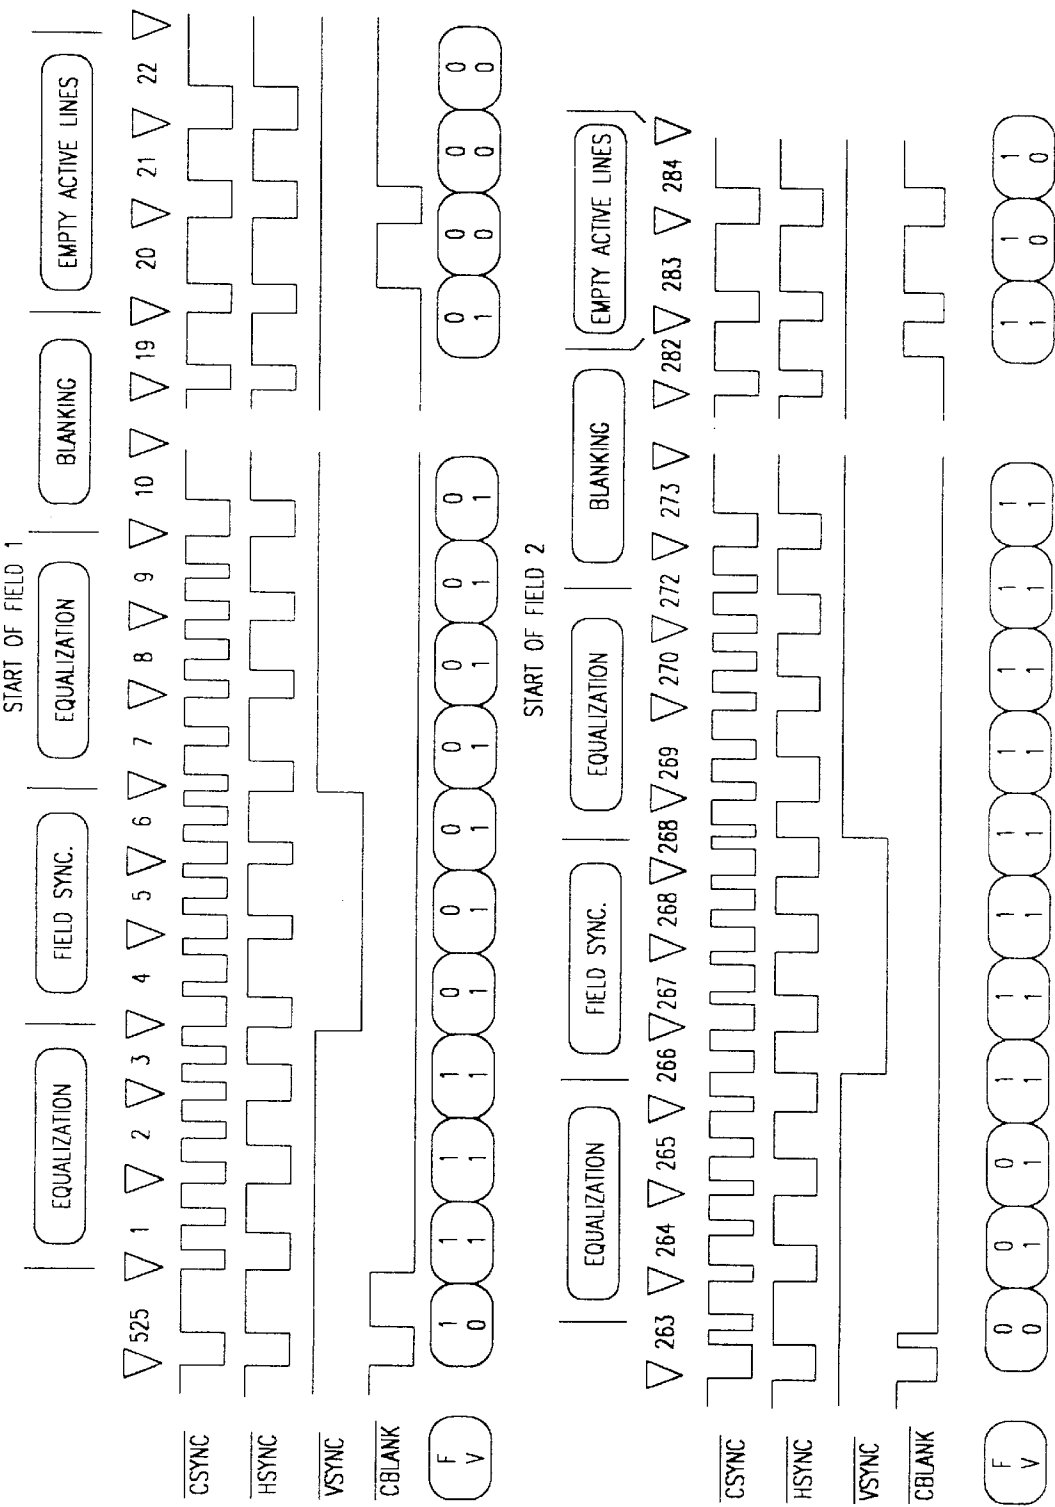 START OF FIELD 1
EQUALIZATION FIELD SYNC. EQUALIZATION BLANKING EMPTY ACTIVE LINES
525 1 2 3 4 5 6 7 8 9 10 19 20 21 22
CSYNC
HSYNC
VSYNC
CBLANK
F 1 1 1 1 0 0 0 0 0 0 0 0 0 0 0
V 0 1 1 1 1 1 1 1 1 1 1 1 0 0 0
START OF FIELD 2
EQUALIZATION FIELD SYNC. EQUALIZATION BLANKING EMPTY ACTIVE LINES
263 264 265 266 267 268 268 269 270 272 273 282 283 284
CSYNC
HSYNC
VSYNC
CBLANK
F 0 0 0 1 1 1 1 1 1 1 1 1 1 1
V 0 1 1 1 1 1 1 1 1 1 1 1 0 0